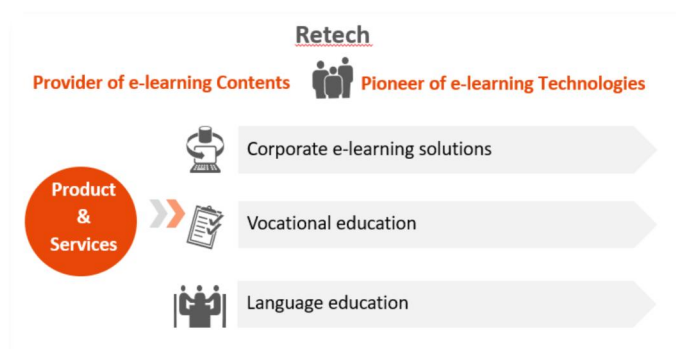 Retech
Provider of e-learning Contents
Pioneer of e-learning Technologies
Corporate e-learning solutions
Product
&
Services
Vocational education
Language education